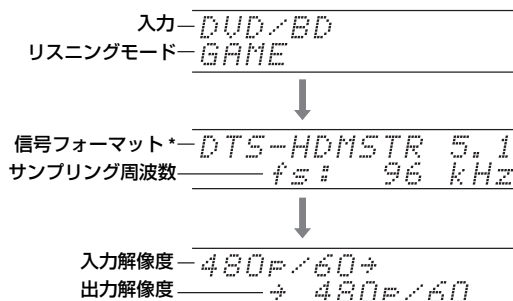 入力 DVD/BD
リスニングモード GAME
信号フォーマット* DTS-HDMSTR 5.1
サンプリング周波数 fs: 96 kHz
入力解像度 480p/60→
出力解像度 → 480p/60